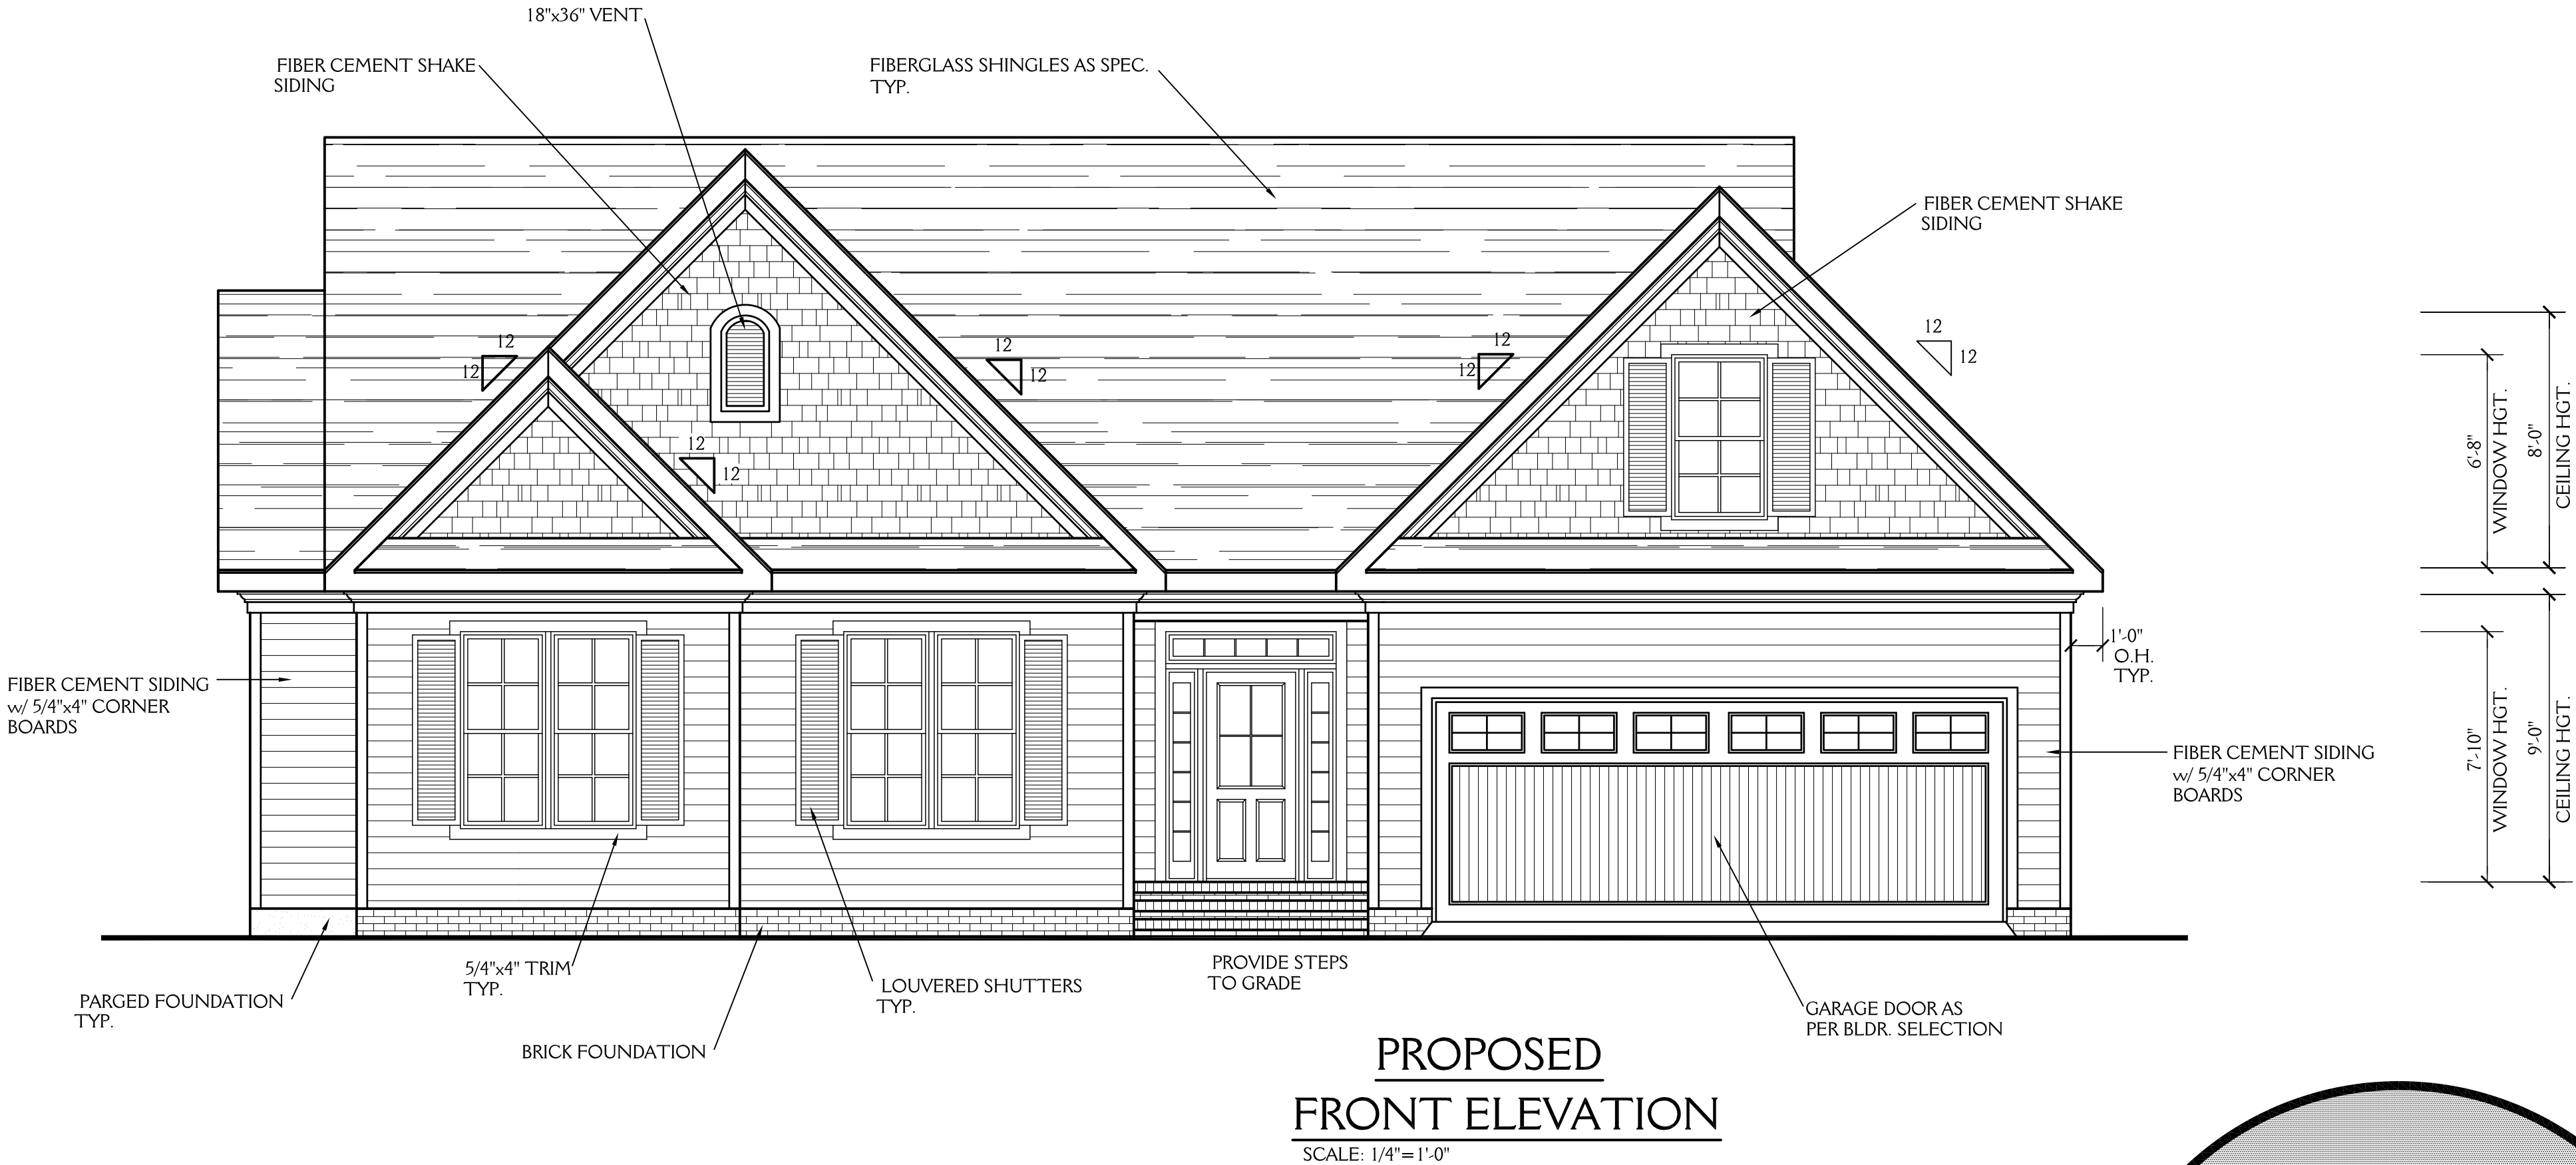 18"x36" VENT
FIBER CEMENT SHAKE
SIDING
FIBERGLASS SHINGLES AS SPEC.
TYP.
FIBER CEMENT SHAKE
SIDING
12
12
12
12
12
12
12
12
12
12
6'-8"
WINDOW HGT.
8'-0"
CEILING HGT.
1'-0"
O.H.
TYP.
FIBER CEMENT SIDING
w/ 5/4"x4" CORNER
BOARDS
FIBER CEMENT SIDING
w/ 5/4"x4" CORNER
BOARDS
7'-10"
WINDOW HGT.
9'-0"
CEILING HGT.
PARGED FOUNDATION
TYP.
5/4"x4" TRIM
TYP.
BRICK FOUNDATION
LOUVERED SHUTTERS
TYP.
PROVIDE STEPS
TO GRADE
GARAGE DOOR AS
PER BLDR. SELECTION
PROPOSED
FRONT ELEVATION
SCALE: 1/4"=1'-0"